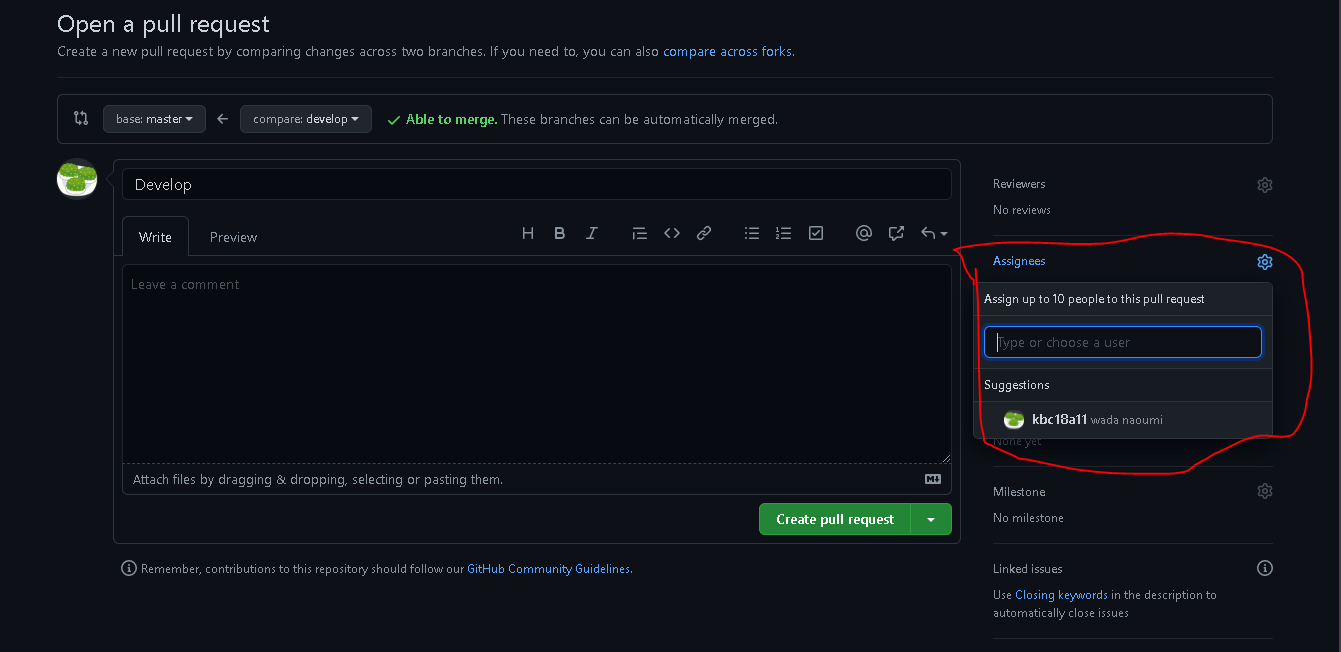 Open a pull request
Create a new pull request by comparing changes across two branches. If you need to, you can also compare across forks.
base: master
compare: develop
Able to merge. These branches can be automatically merged.
Develop
Write
Preview
H B I
Leave a comment
Attach files by dragging & dropping, selecting or pasting them.
Create pull request
Remember, contributions to this repository should follow our GitHub Community Guidelines.
Reviewers
No reviews
Assignees
Assign up to 10 people to this pull request
Type or choose a user
Suggestions
kbc18a11 wada naoumi
None yet
Milestone
No milestone
Linked issues
Use Closing keywords in the description to
automatically close issues